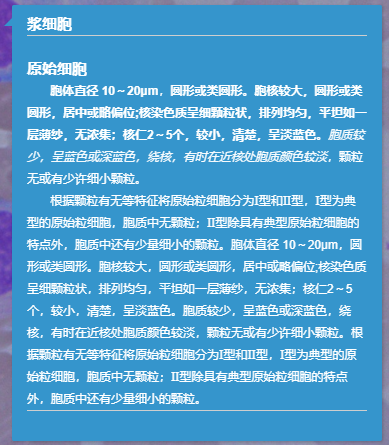 浆细胞
原始细胞
胞体直径 10～20μm，圆形或类圆形。胞核较大，圆形或类
圆形，居中或略偏位;核染色质呈细颗粒状，排列均匀，平坦如一
层薄纱，无浓集；核仁2～5个，较小，清楚，呈淡蓝色。胞质较
少，呈蓝色或深蓝色，绕核，有时在近核处胞质颜色较淡，颗粒
无或有少许细小颗粒。
根据颗粒有无等特征将原始粒细胞分为I型和II型，I型为典
型的原始粒细胞，胞质中无颗粒；II型除具有典型原始粒细胞的
特点外，胞质中还有少量细小的颗粒。胞体直径 10～20μm，圆
形或类圆形。胞核较大，圆形或类圆形，居中或略偏位;核染色质
呈细颗粒状，排列均匀，平坦如一层薄纱，无浓集；核仁2～5
个，较小，清楚，呈淡蓝色。胞质较少，呈蓝色或深蓝色，绕
核，有时在近核处胞质颜色较淡，颗粒无或有少许细小颗粒。根
据颗粒有无等特征将原始粒细胞分为I型和II型，I型为典型的原
始粒细胞，胞质中无颗粒；II型除具有典型原始粒细胞的特点
外，胞质中还有少量细小的颗粒。